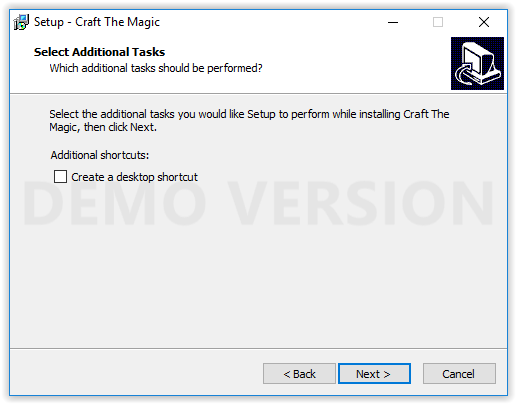 Setup - Craft The Magic
Select Additional Tasks
Which additional tasks should be performed?
Select the additional tasks you would like Setup to perform while installing Craft The
Magic, then click Next.
Additional shortcuts:
Create a desktop shortcut
DEMO VERSION
< Back
Next >
Cancel